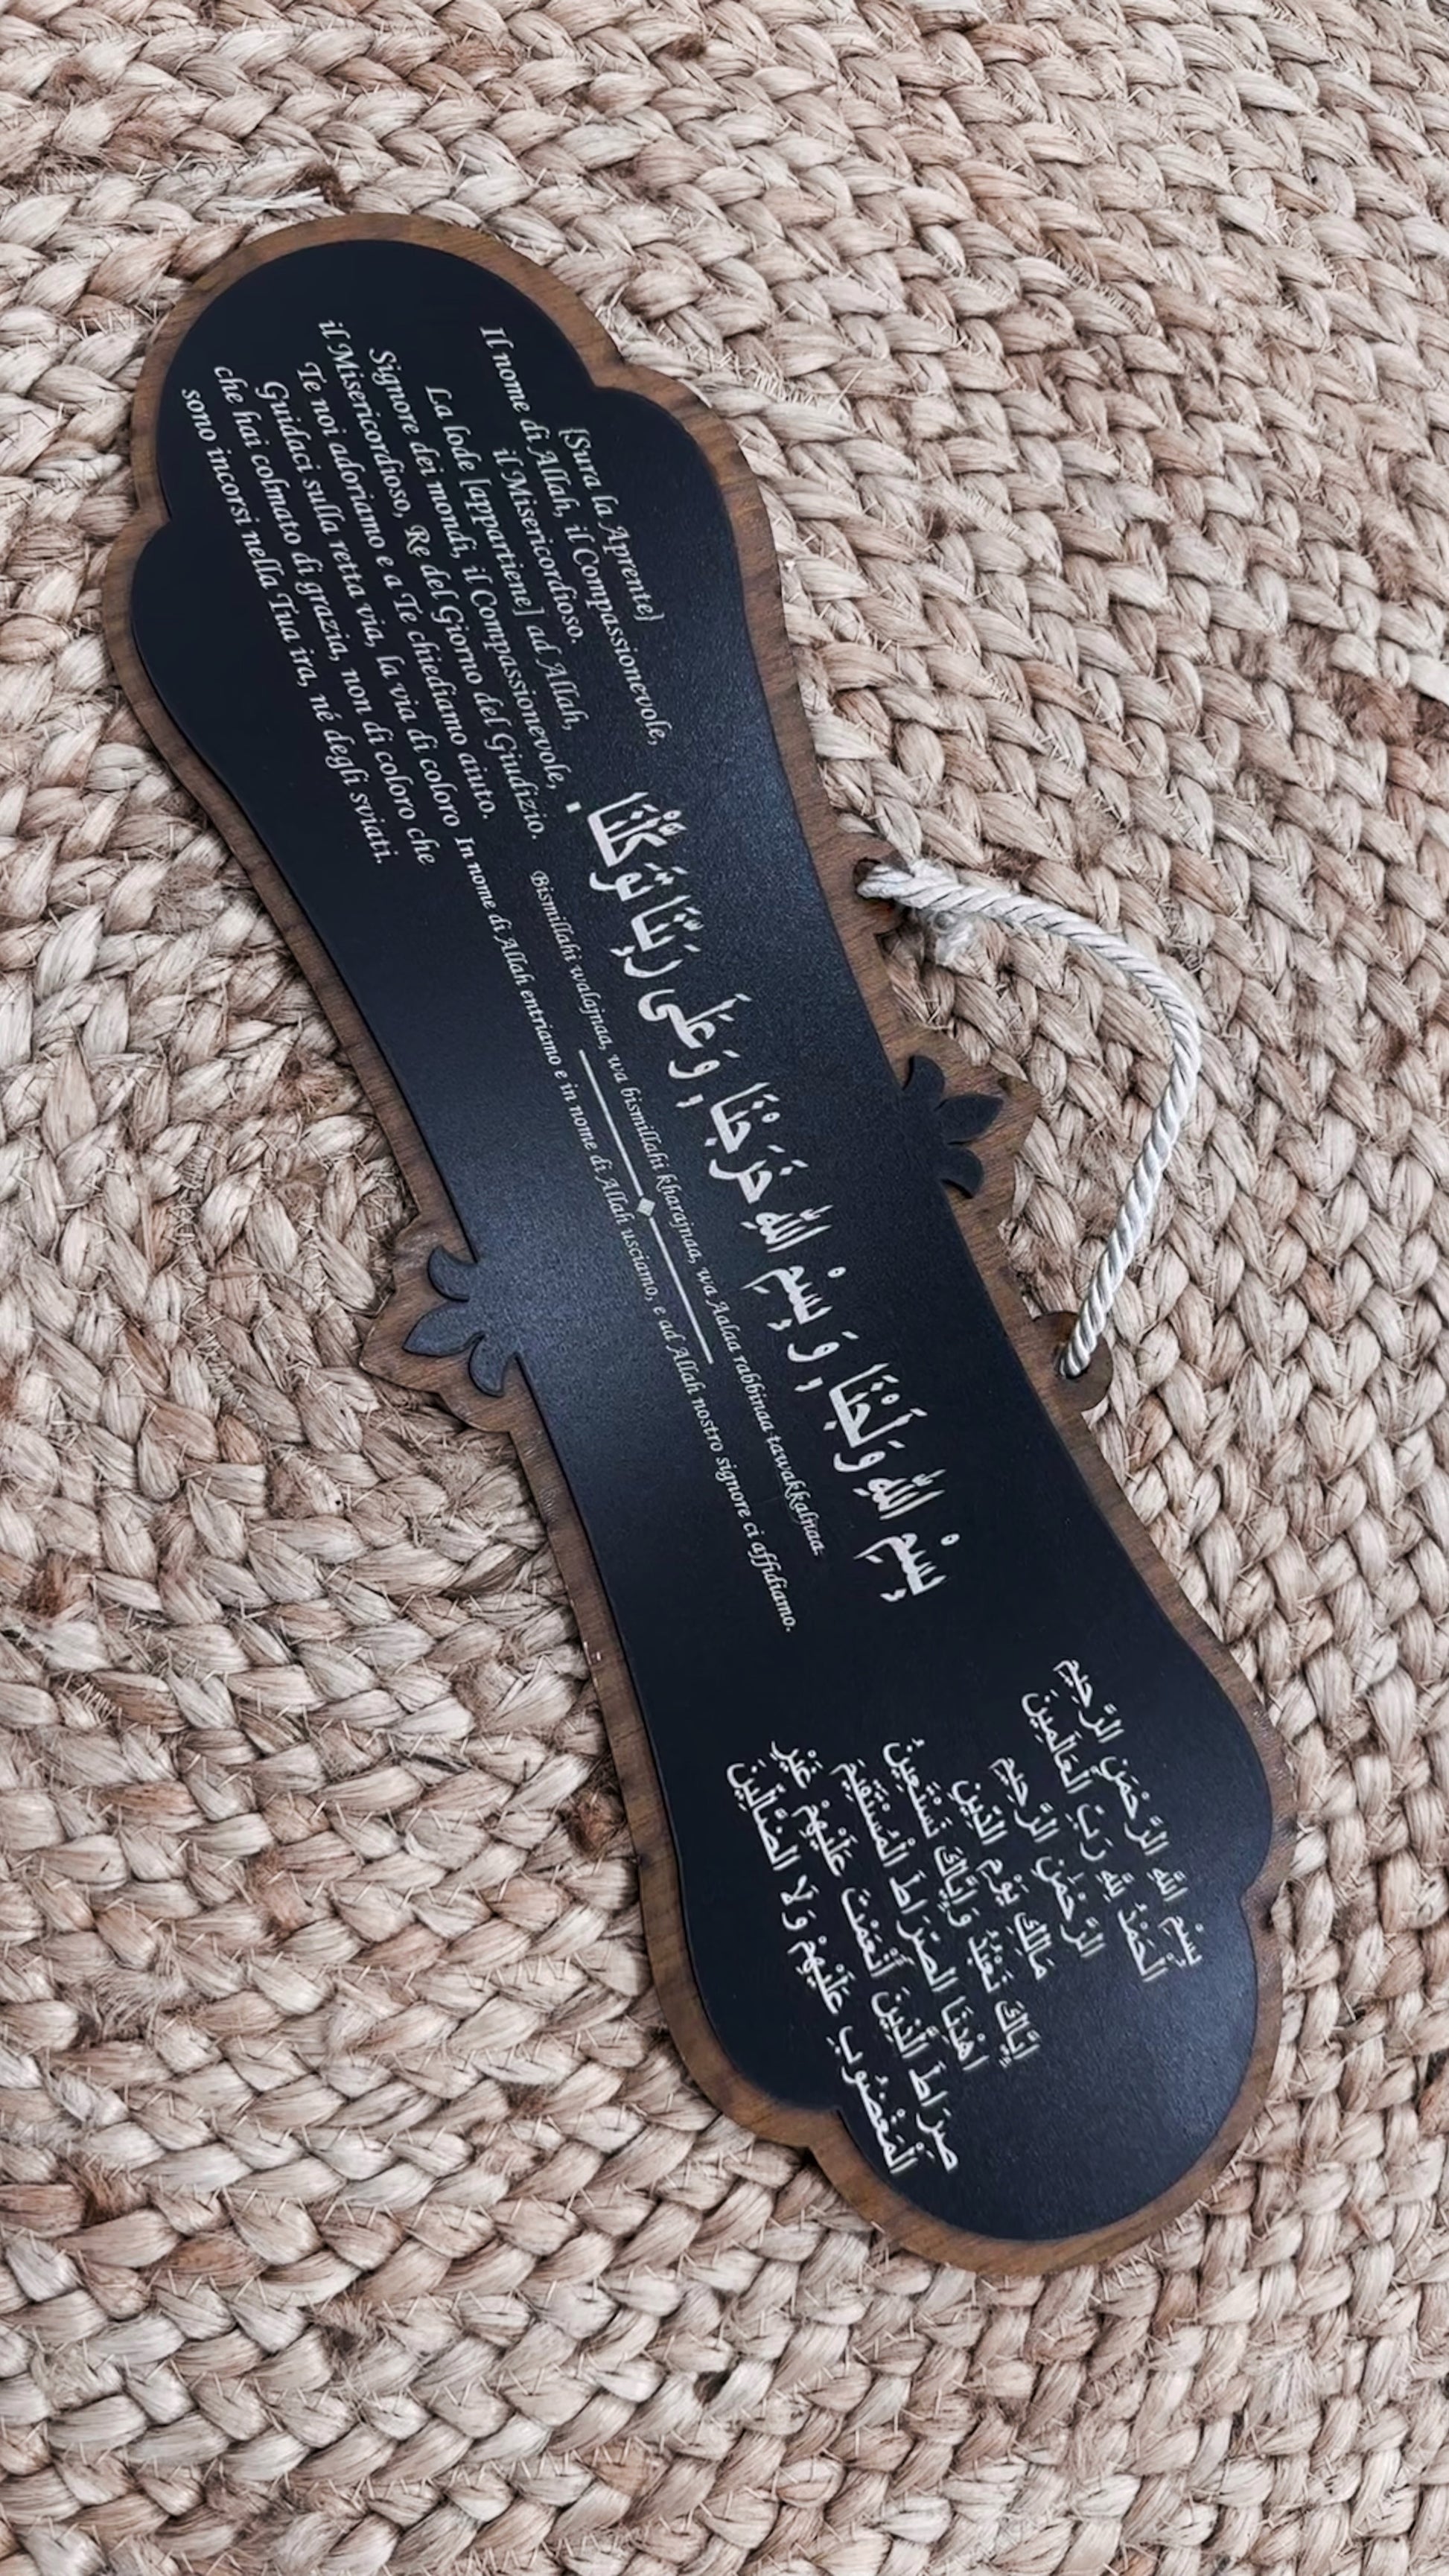 {Sura la Aprente}
Il nome di Allah, il Compassionevole,
il Misericordioso.
La lode [appartiene] ad Allah,
Signore dei mondi, il Compassionevole,
il Misericordioso, Re del Giorno del Giudizio.
Te noi adoriamo e a Te chiediamo aiuto.
Guidaci sulla retta via, la via di coloro
che hai colmato di grazia, non di coloro che
sono incorsi nella Tua ira, né degli sviati.
بِسْمِ اللهِ وَلَجْنَا وَ بِسْمِ اللهِ خَرَجْنَا وَعَلَى رَبِّنَا تَوَكَّلْنَا .
Bismillahi walajnaa, wa bismillahi kharajnaa, wa Aalaa rabbinaa tawakkalnaa.
In nome di Allah entriamo e in nome di Allah usciamo, e ad Allah nostro signore ci affidiamo.
بِسْمِ اللهِ الرَّحْمَنِ الرَّحِيمِ
الْحَمْدُ لِلَّهِ رَبِّ الْعَالَمِينَ
الرَّحْمَنِ الرَّحِيمِ
مَالِكِ يَوْمِ الدِّينِ
إِيَّاكَ نَعْبُدُ وَإِيَّاكَ نَسْتَعِينُ
اهْدِنَا الصِّرَاطَ الْمُسْتَقِيمَ
صِرَاطَ الَّذِينَ أَنْعَمْتَ عَلَيْهِمْ غَيْرِ
الْمَغْضُوبِ عَلَيْهِمْ وَلَا الضَّالِّينَ